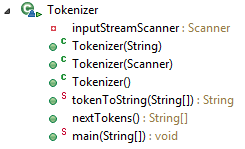 Tokenizer
inputStreamScanner : Scanner
C Tokenizer(String)
C Tokenizer(Scanner)
C Tokenizer()
S tokenToString(String[]) : String
nextTokens() : String[]
S main(String[]) : void